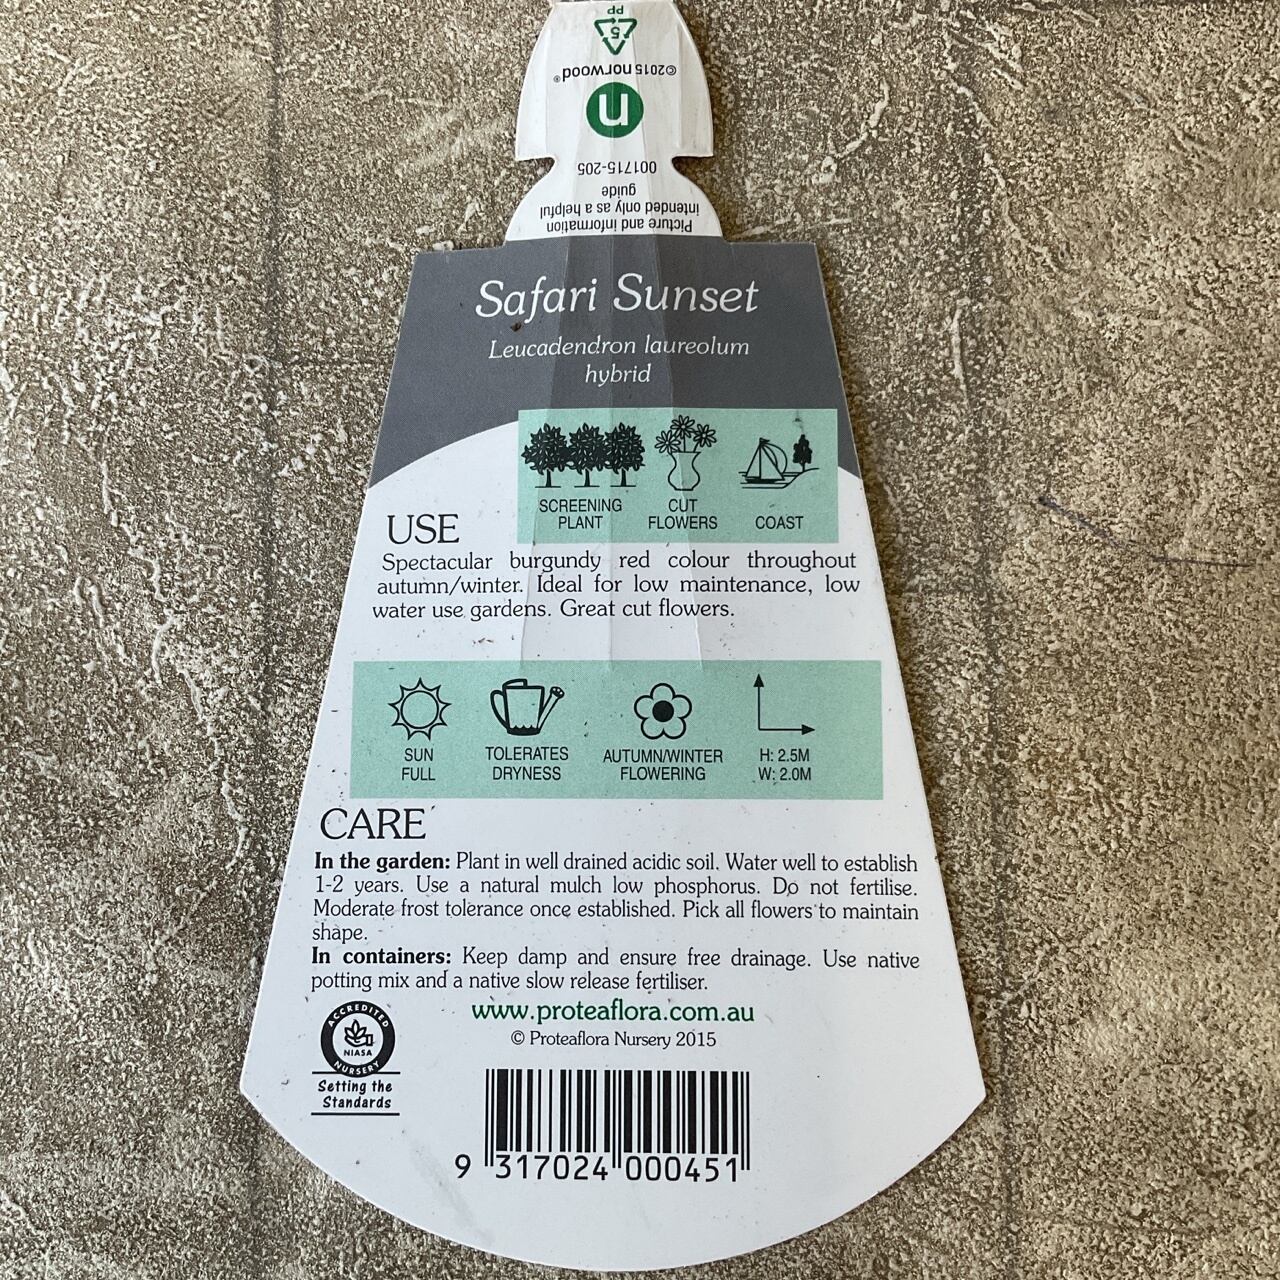 5
PP
©2015 norwood®
n
001715-205
Picture and information
intended only as a helpful
guide
Safari Sunset
Leucadendron laureolum
hybrid
SCREENING
PLANT
CUT
FLOWERS
COAST
USE
Spectacular burgundy red colour throughout
autumn/winter. Ideal for low maintenance, low
water use gardens. Great cut flowers.
SUN
FULL
TOLERATES
DRYNESS
AUTUMN/WINTER
FLOWERING
H: 2.5M
W: 2.0M
CARE
In the garden: Plant in well drained acidic soil. Water well to establish
1-2 years. Use a natural mulch low phosphorus. Do not fertilise.
Moderate frost tolerance once established. Pick all flowers to maintain
shape.
In containers: Keep damp and ensure free drainage. Use native
potting mix and a native slow release fertiliser.
www.proteaflora.com.au
© Proteaflora Nursery 2015
ACCREDITED
NIASA
NURSERY
Setting the
Standards
9 317024 000451